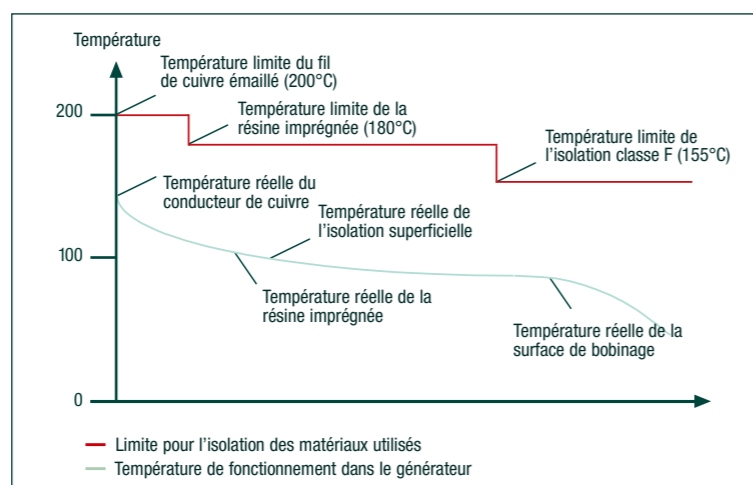 Température
Température limite du fil
de cuivre émaillé (200°C)
200
Température limite de la
résine imprégnée (180°C)
Température limite de
l'isolation classe F (155°C)
Température réelle du
conducteur de cuivre
Température réelle de
l'isolation superficielle
100
Température réelle de la
résine imprégnée
Température réelle de la
surface de bobinage
0
Limite pour l'isolation des matériaux utilisés
Température de fonctionnement dans le générateur